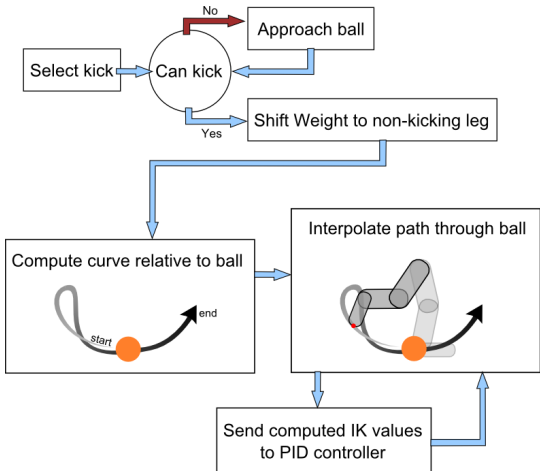 No
Approach ball
Select kick
Can kick
Yes
Shift Weight to non-kicking leg
Compute curve relative to ball
start
end
Interpolate path through ball
Send computed IK values
to PID controller